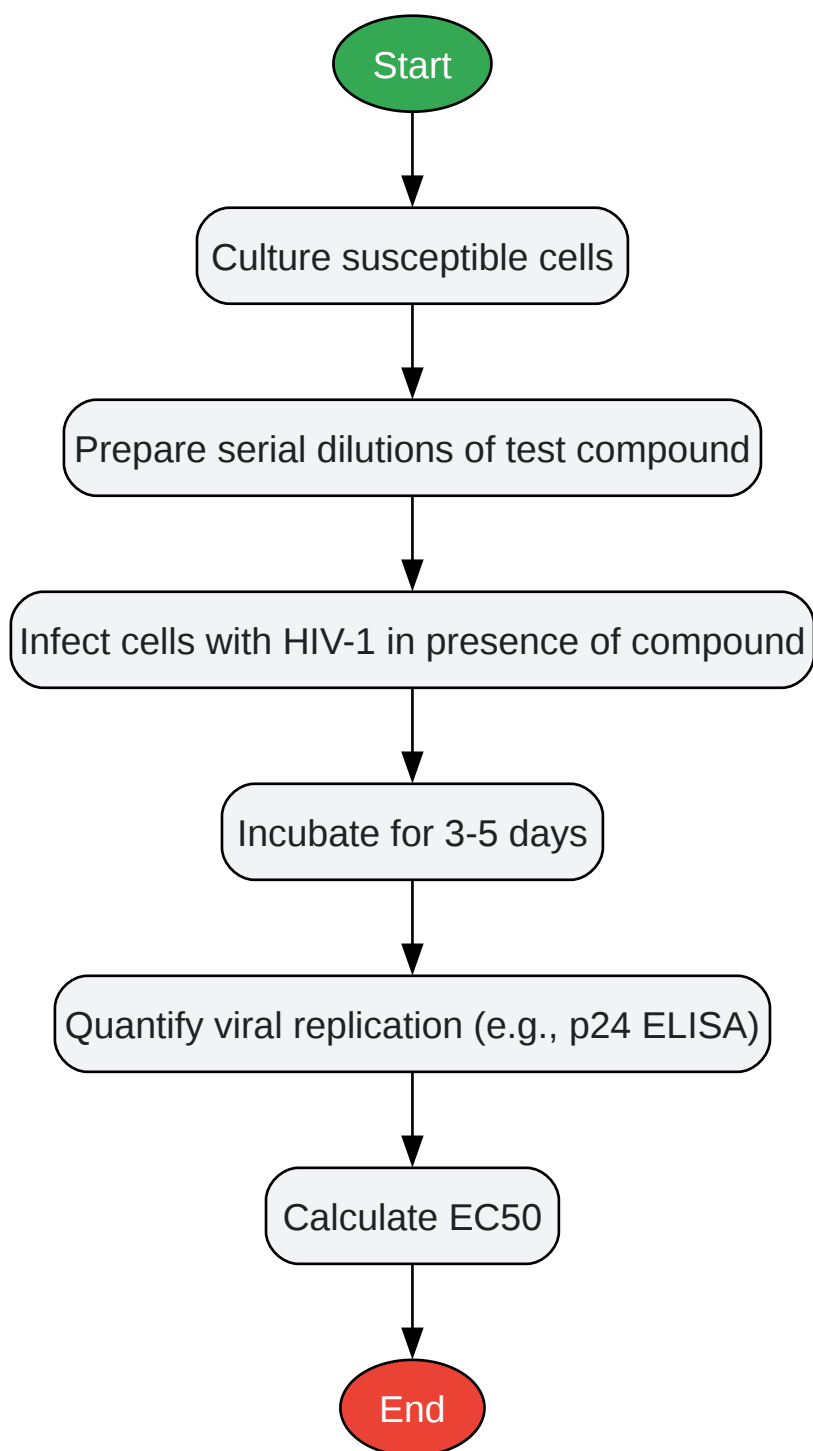 Start
Culture susceptible cells
Prepare serial dilutions of test compound
Infect cells with HIV-1 in presence of compound
Incubate for 3-5 days
Quantify viral replication (e.g., p24 ELISA)
Calculate EC50
End